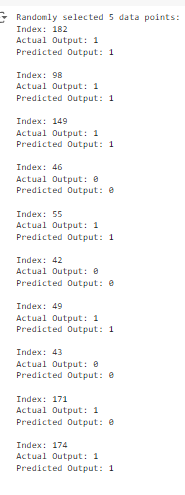 Randomly selected 5 data points:
Index: 182
Actual Output: 1
Predicted Output: 1
Index: 98
Actual Output: 1
Predicted Output: 1
Index: 149
Actual Output: 1
Predicted Output: 1
Index: 46
Actual Output: 0
Predicted Output: 0
Index: 55
Actual Output: 1
Predicted Output: 1
Index: 42
Actual Output: 0
Predicted Output: 0
Index: 49
Actual Output: 1
Predicted Output: 1
Index: 43
Actual Output: 0
Predicted Output: 0
Index: 171
Actual Output: 1
Predicted Output: 0
Index: 174
Actual Output: 1
Predicted Output: 1